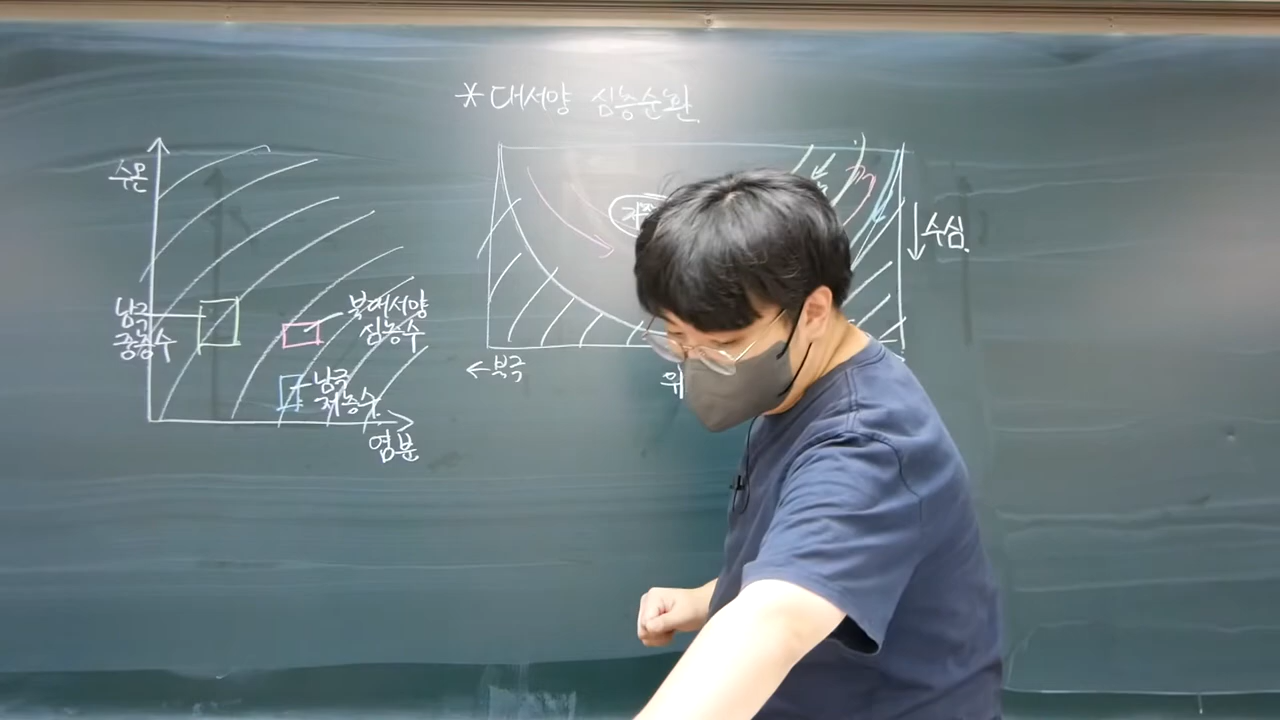 * 대서양 심층순환.
수온
남극
중층수
북대서양
심층수
남극
저층수
염분
←북극
위
↓수심.